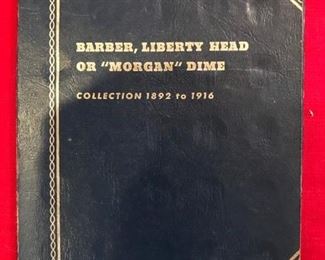 BARBER, LIBERTY HEAD
OR "MORGAN" DIME
COLLECTION 1892 to 1916